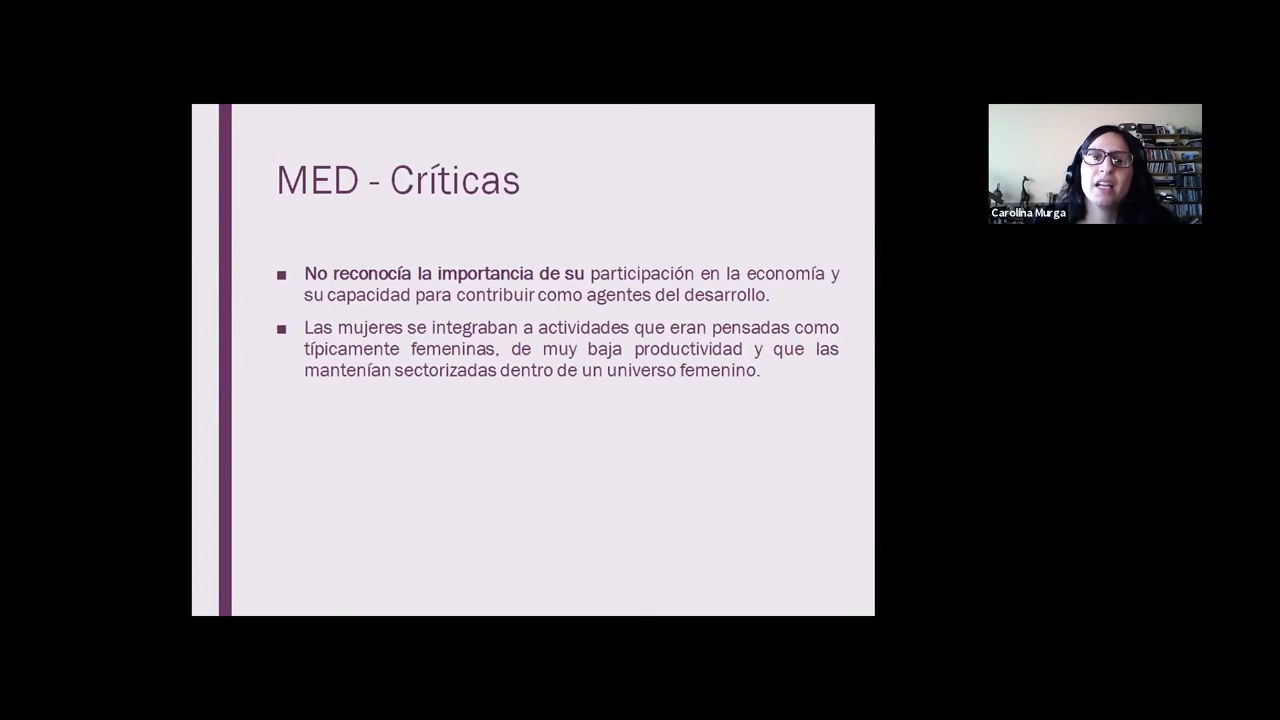 MED - Críticas
■ No reconocía la importancia de su participación en la economía y
su capacidad para contribuir como agentes del desarrollo.
■ Las mujeres se integraban a actividades que eran pensadas como
típicamente femeninas, de muy baja productividad y que las
mantenían sectorizadas dentro de un universo femenino.
Carolina Murga